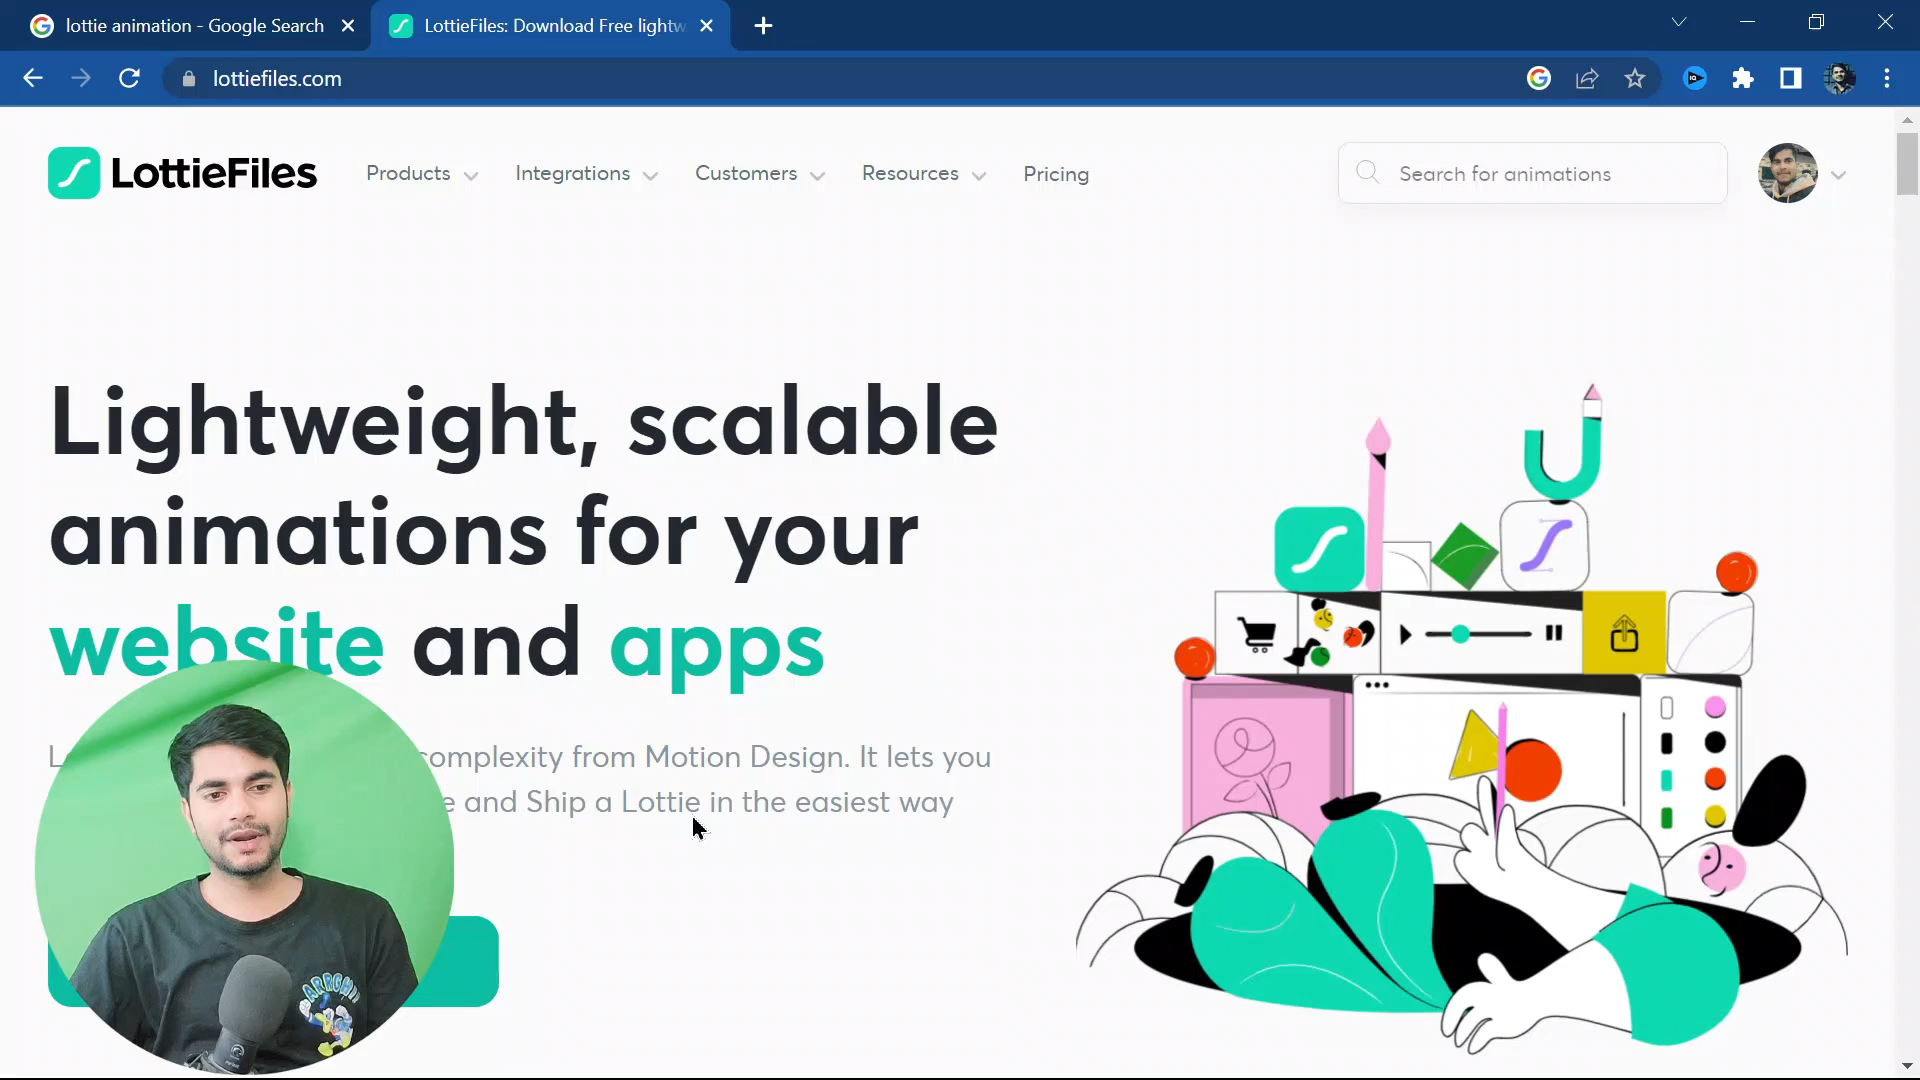 lottie animation - Google Search
LottieFiles: Download Free lightw
lottiefiles.com
LottieFiles
Products
Integrations
Customers
Resources
Pricing
Search for animations
Lightweight, scalable
animations for your
website and apps
complexity from Motion Design. It lets you
and Ship a Lottie in the easiest way
ARRGH!!